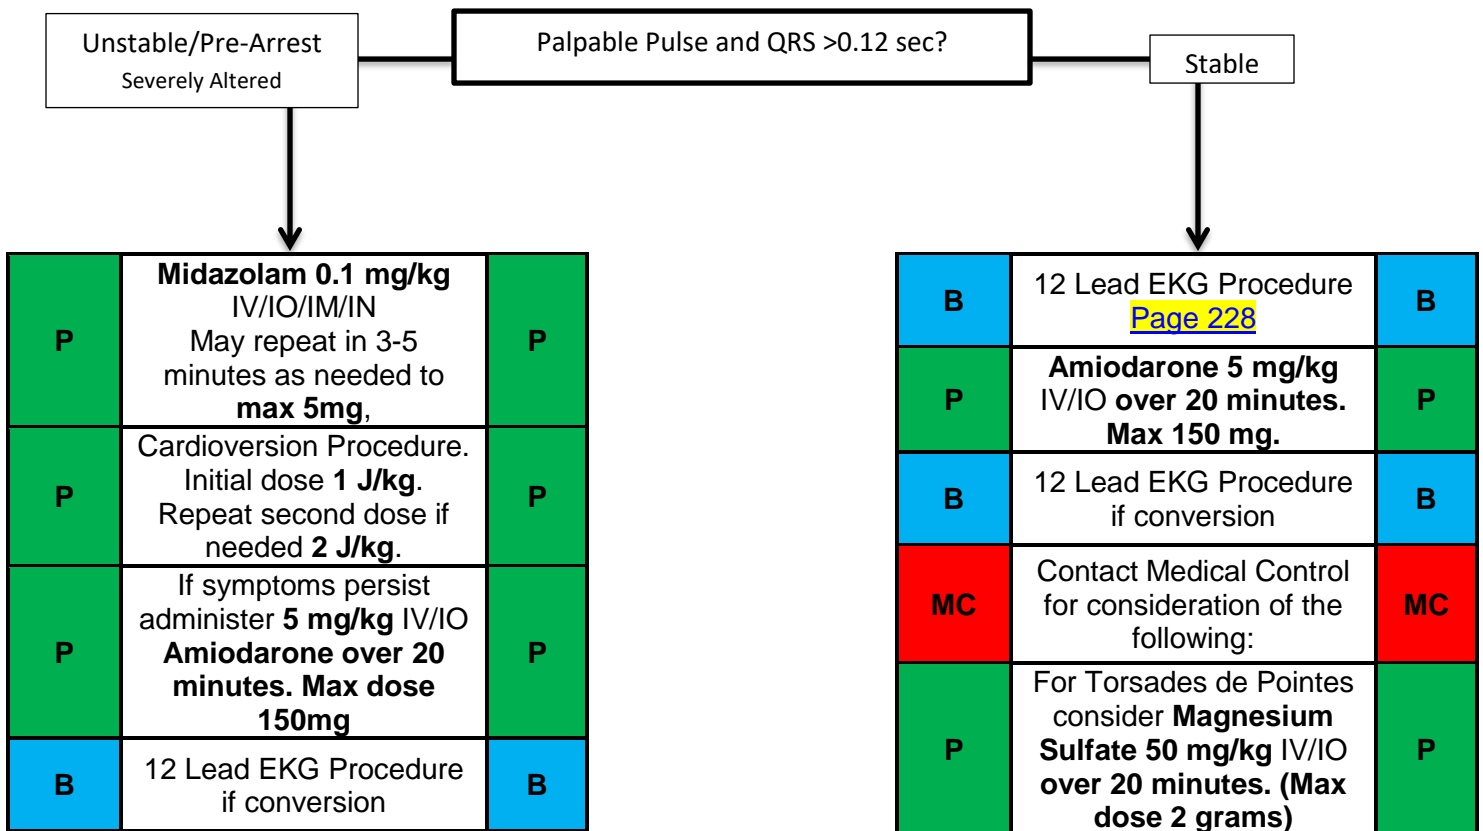 Unstable/Pre-Arrest
Severely Altered
Palpable Pulse and QRS >0.12 sec?
Stable
P
Midazolam 0.1 mg/kg
IV/IO/IM/IN
May repeat in 3-5
minutes as needed to
max 5mg,
P
P
Cardioversion Procedure.
Initial dose 1 J/kg.
Repeat second dose if
needed 2 J/kg.
P
P
If symptoms persist
administer 5 mg/kg IV/IO
Amiodarone over 20
minutes. Max dose
150mg
P
B
12 Lead EKG Procedure
if conversion
B
B
12 Lead EKG Procedure
Page 228
B
P
Amiodarone 5 mg/kg
IV/IO over 20 minutes.
Max 150 mg.
P
B
12 Lead EKG Procedure
if conversion
B
MC
Contact Medical Control
for consideration of the
following:
MC
P
For Torsades de Pointes
consider Magnesium
Sulfate 50 mg/kg IV/IO
over 20 minutes. (Max
dose 2 grams)
P